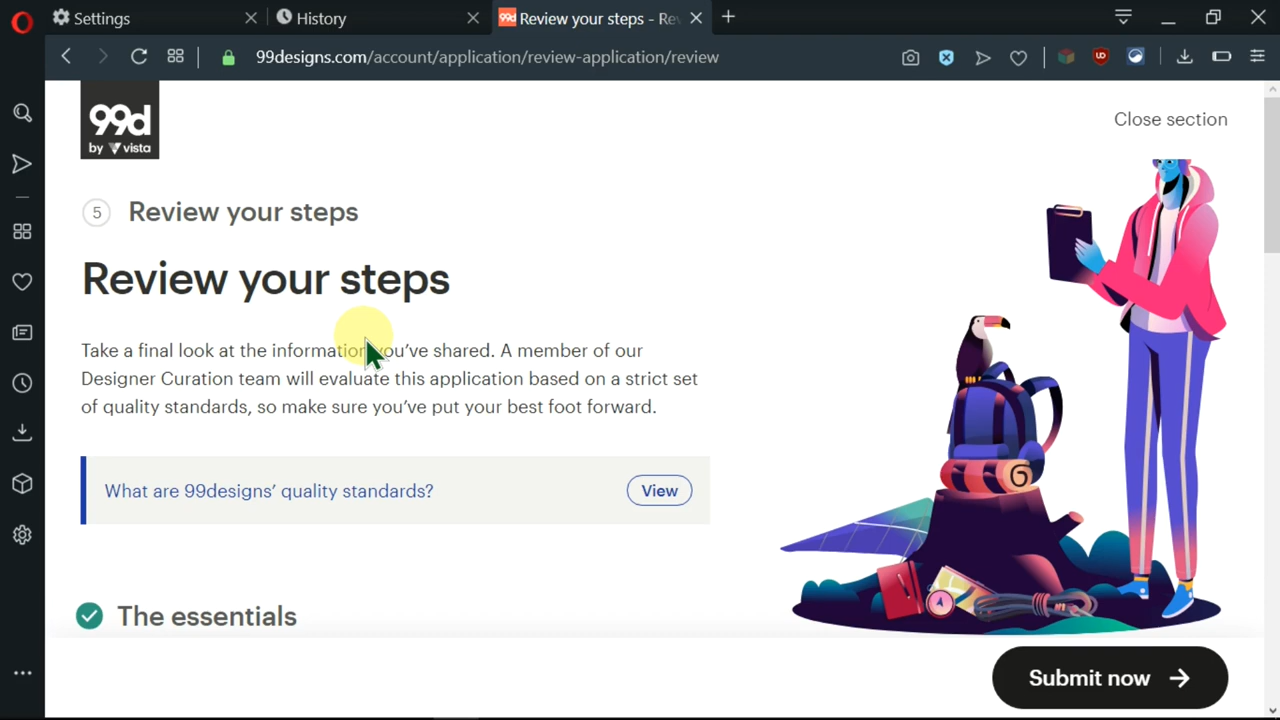 Settings
History
99d Review your steps - Re
99designs.com/account/application/review-application/review
99d
by vista
Close section
5 Review your steps
Review your steps
Take a final look at the information you've shared. A member of our
Designer Curation team will evaluate this application based on a strict set
of quality standards, so make sure you've put your best foot forward.
What are 99designs' quality standards?
View
The essentials
Submit now